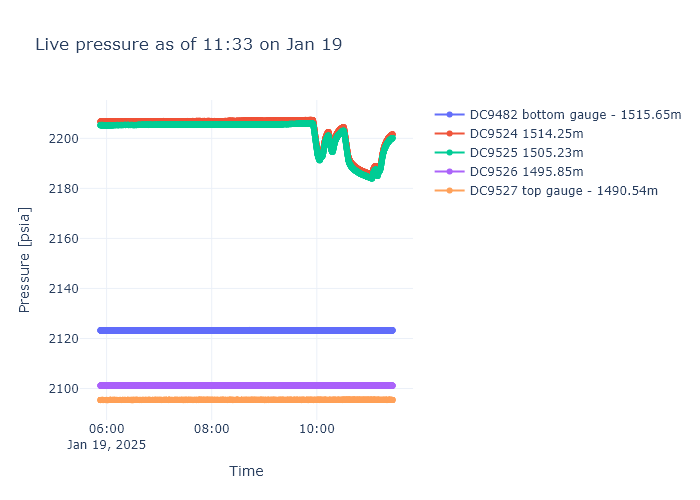 Live pressure as of 11:33 on Jan 19
DC9482 bottom gauge - 1515.65m
DC9524 1514.25m
DC9525 1505.23m
DC9526 1495.85m
DC9527 top gauge - 1490.54m
Pressure [psia]
2200
2180
2160
2140
2120
2100
06:00
Jan 19, 2025
08:00
10:00
Time